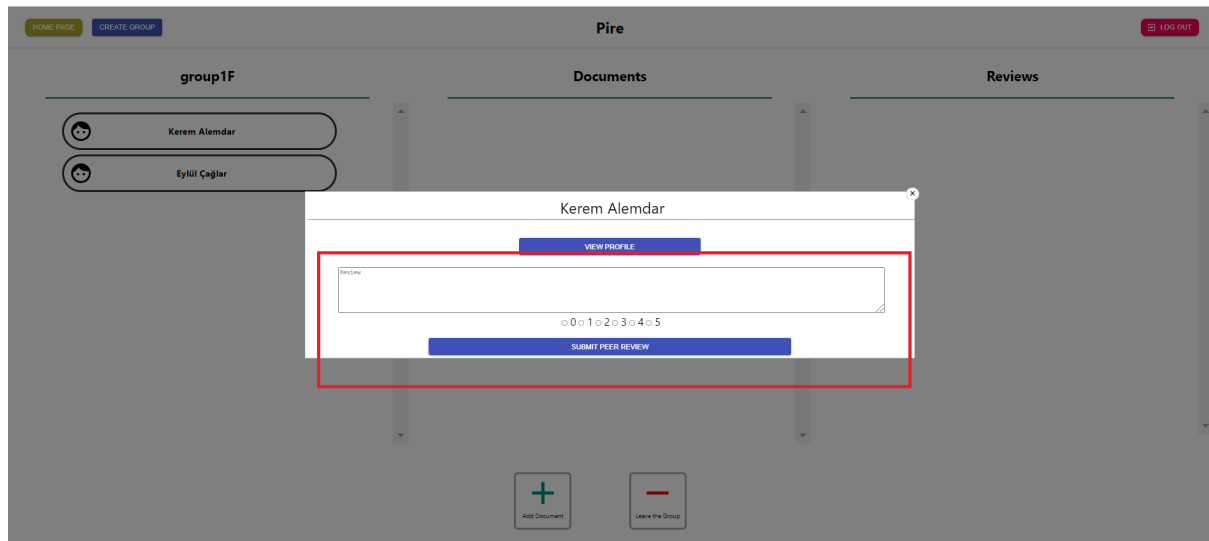 HOME PAGE
CREATE GROUP
Pire
LOG OUT
group1F
Documents
Reviews
Kerem Alemdar
Eylül Çağlar
Kerem Alemdar
VIEW PROFILE
Review
0 1 2 3 4 5
SUBMIT PEER REVIEW
Add Document
Leave the Group